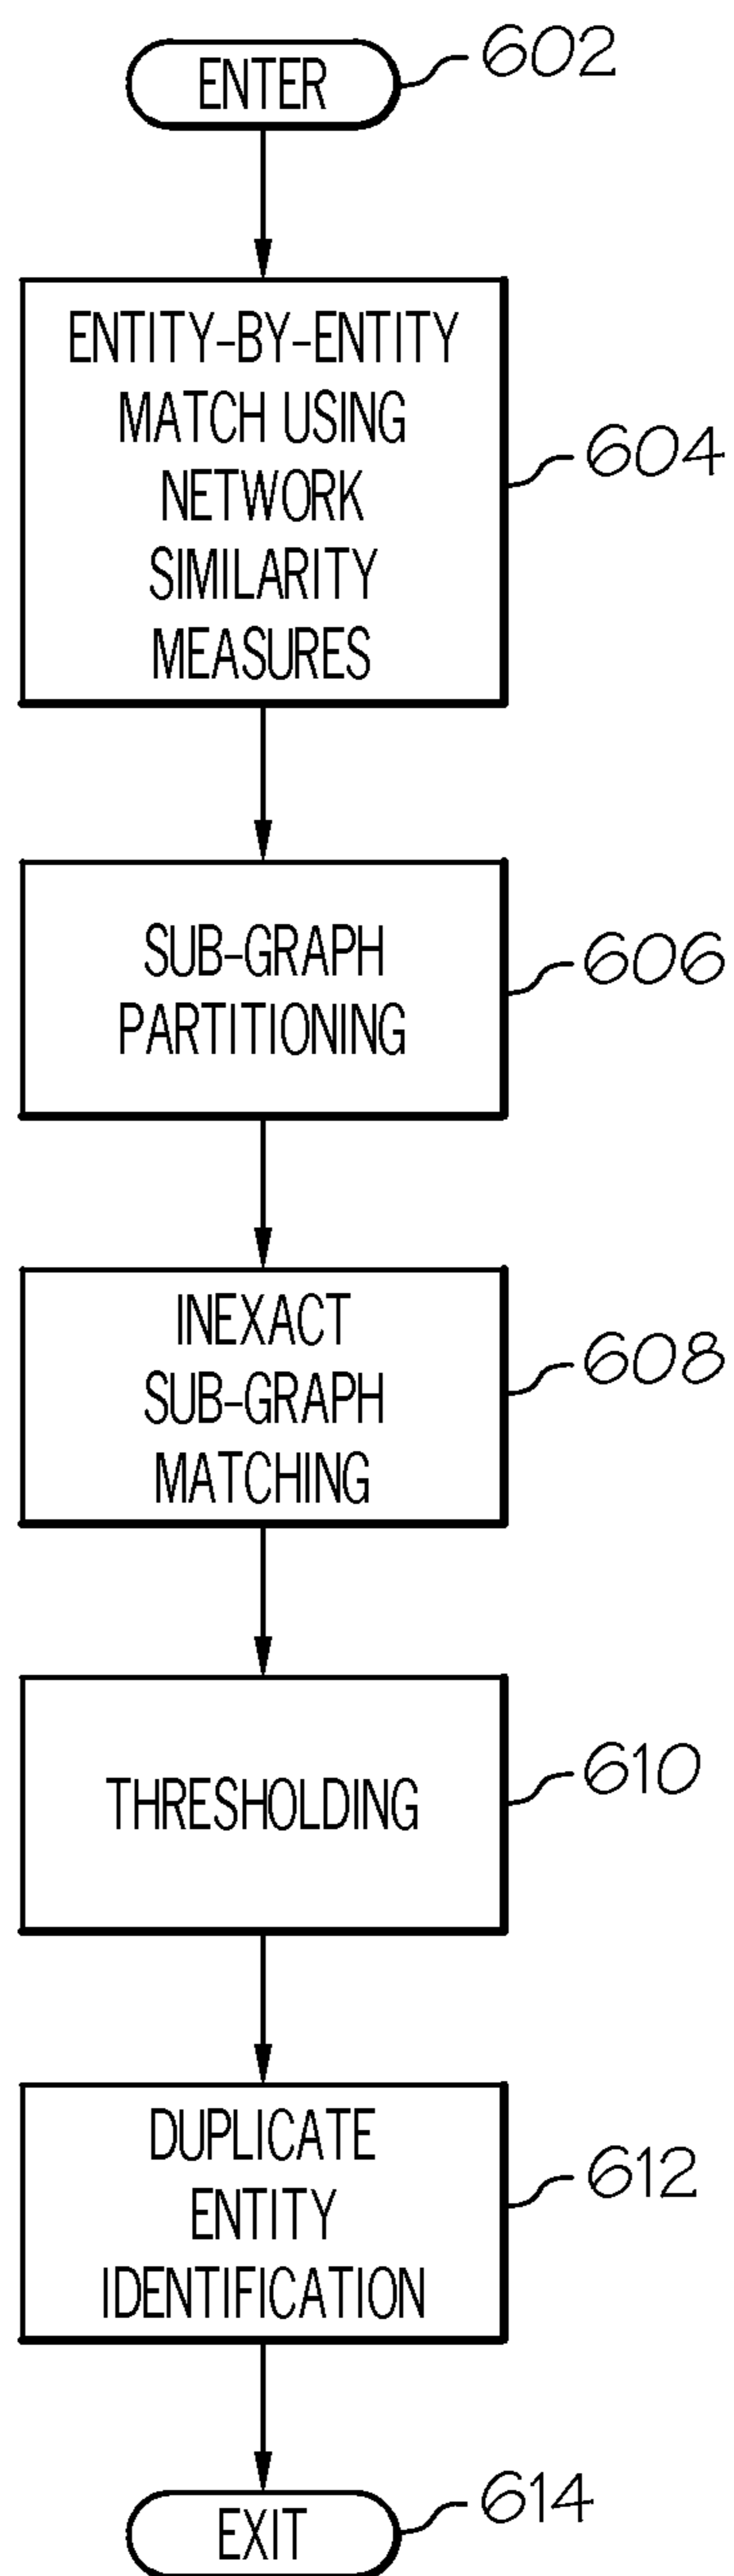 ENTER
602
ENTITY-BY-ENTITY
MATCH USING
NETWORK
SIMILARITY
MEASURES
604
SUB-GRAPH
PARTITIONING
606
INEXACT
SUB-GRAPH
MATCHING
608
THRESHOLDING
610
DUPLICATE
ENTITY
IDENTIFICATION
612
EXIT
614